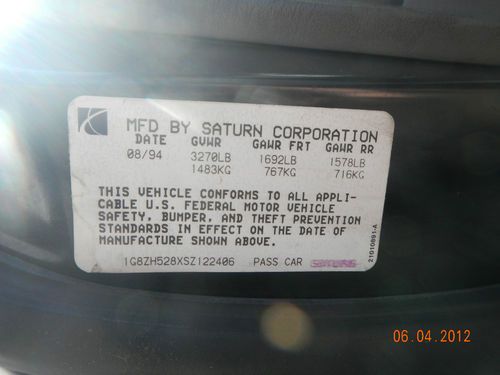 MFD BY SATURN CORPORATION
DATE GVWR GAWR FRT GAWR RR
08/94 3270LB 1692LB 1578LB
1483KG 767KG 716KG
THIS VEHICLE CONFORMS TO ALL APPLI-
CABLE U.S. FEDERAL MOTOR VEHICLE
SAFETY, BUMPER, AND THEFT PREVENTION
STANDARDS IN EFFECT ON THE DATE OF
MANUFACTURE SHOWN ABOVE.
1G8ZH528XSZ122406 PASS CAR
21010891-A
06.04.2012